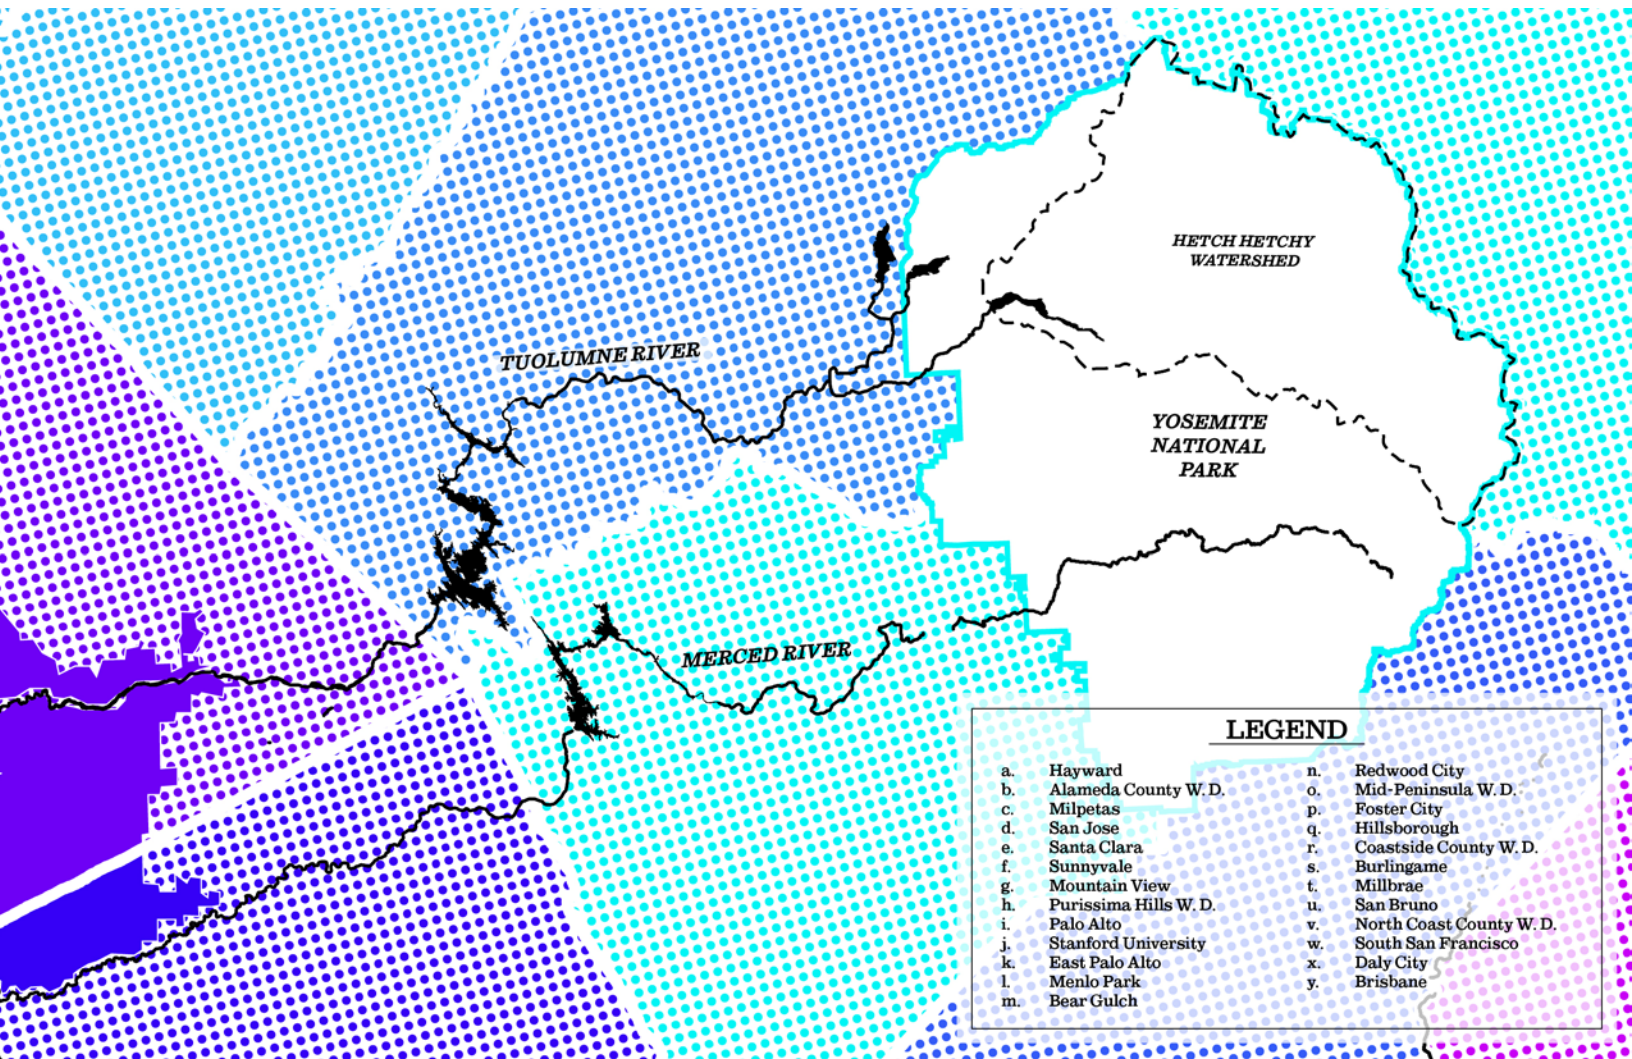 HETCH HETCHY
WATERSHED
TUOLUMNE RIVER
YOSEMITE
NATIONAL
PARK
MERCED RIVER
LEGEND
a. Hayward
b. Alameda County W. D.
c. Milpetas
d. San Jose
e. Santa Clara
f. Sunnyvale
g. Mountain View
h. Purissima Hills W. D.
i. Palo Alto
j. Stanford University
k. East Palo Alto
l. Menlo Park
m. Bear Gulch
n. Redwood City
o. Mid-Peninsula W. D.
p. Foster City
q. Hillsborough
r. Coastside County W. D.
s. Burlingame
t. Millbrae
u. San Bruno
v. North Coast County W. D.
w. South San Francisco
x. Daly City
y. Brisbane